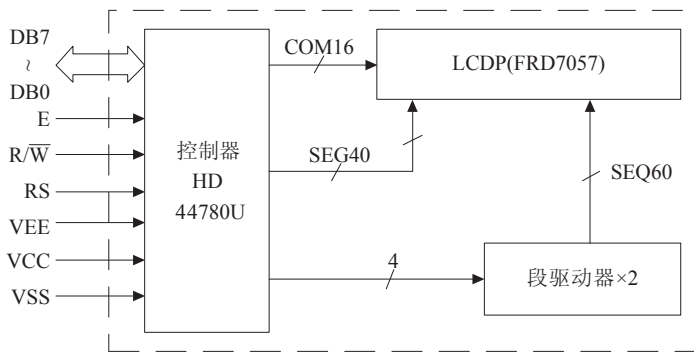 DB7
~
DB0
E
R/W̅
RS
VEE
VCC
VSS
控制器
HD
44780U
COM16
SEG40
4
LCDP(FRD7057)
SEQ60
段驱动器×2